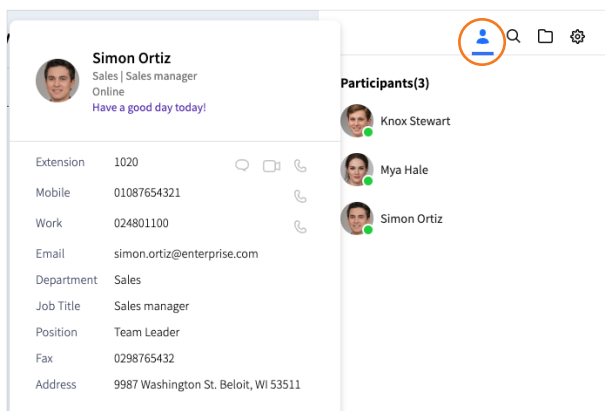 Simon Ortiz
Sales | Sales manager
Online
Have a good day today!
Extension 1020
Mobile 01087654321
Work 024801100
Email simon.ortiz@enterprise.com
Department Sales
Job Title Sales manager
Position Team Leader
Fax 0298765432
Address 9987 Washington St. Beloit, WI 53511
Participants(3)
Knox Stewart
Mya Hale
Simon Ortiz